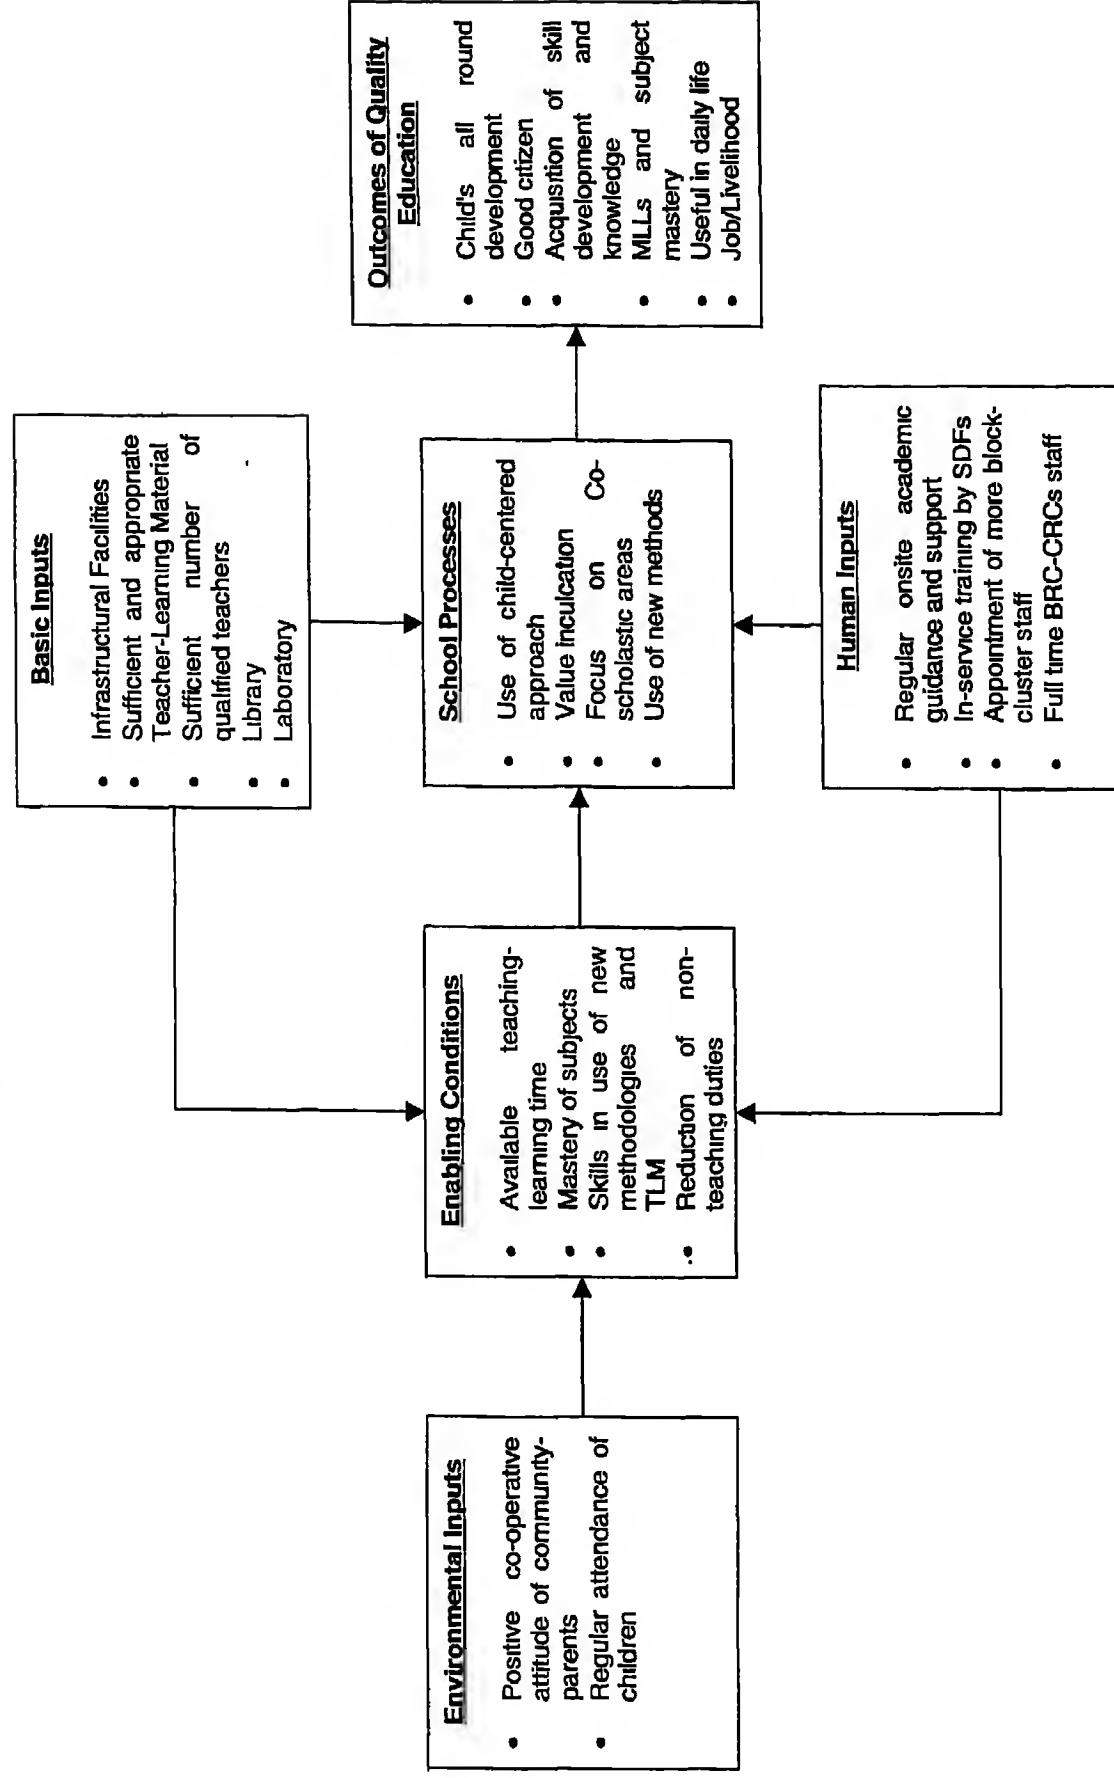 Basic Inputs
• Infrastructural Facilities
• Sufficient and appropriate
Teacher-Learning Material
• Sufficient number of
qualified teachers
• Library
• Laboratory
Environmental Inputs
• Positive co-operative
attitude of community-
parents
• Regular attendance of
children
Enabling Conditions
• Available teaching-
learning time
• Mastery of subjects
• Skills in use of new
methodologies and
TLM
• Reduction of non-
teaching duties
School Processes
• Use of child-centered
approach
• Value inculcation
• Focus on Co-
scholastic areas
• Use of new methods
Outcomes of Quality
Education
• Child's all round
development
• Good citizen
• Acquisition of skill
development and
knowledge
• MLLs and subject
mastery
• Useful in daily life
• Job/Livelihood
Human Inputs
• Regular onsite academic
guidance and support
• In-service training by SDFs
• Appointment of more block-
cluster staff
• Full time BRC-CRCs staff